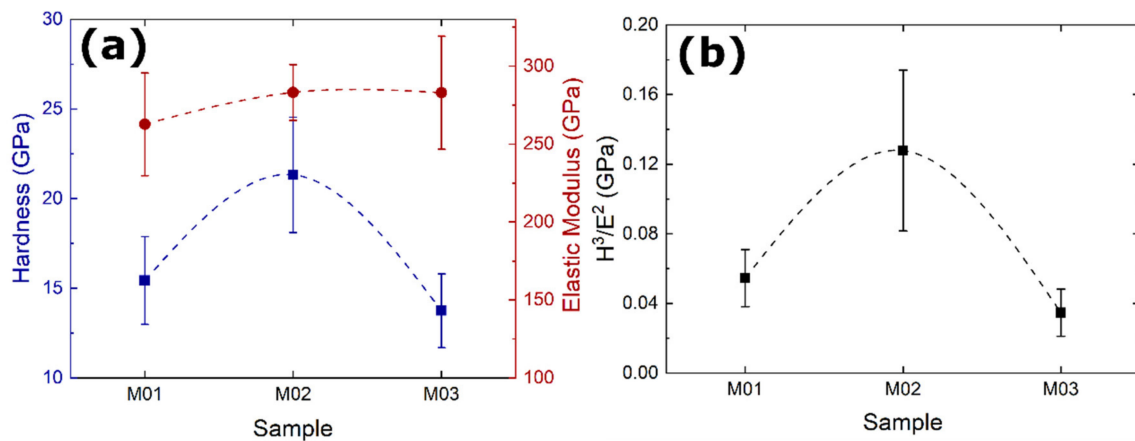 (a)
30
25
20
15
10
Hardness (GPa)
300
250
200
150
100
Elastic Modulus (GPa)
M01 M02 M03
Sample
(b)
0.20
0.16
0.12
0.08
0.04
0.00
H³/E² (GPa)
M01 M02 M03
Sample